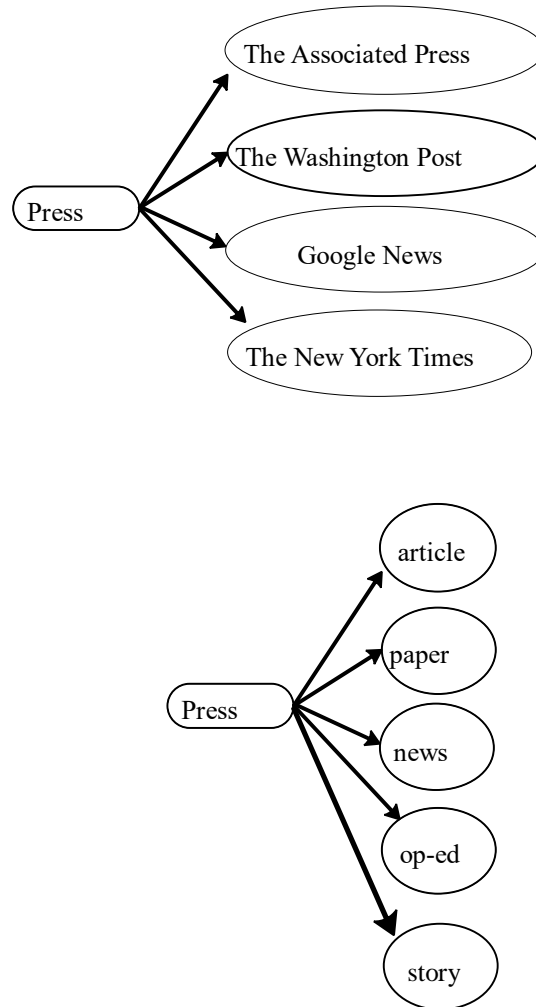 The Associated Press
The Washington Post
Press
Google News
The New York Times
article
paper
Press
news
op-ed
story